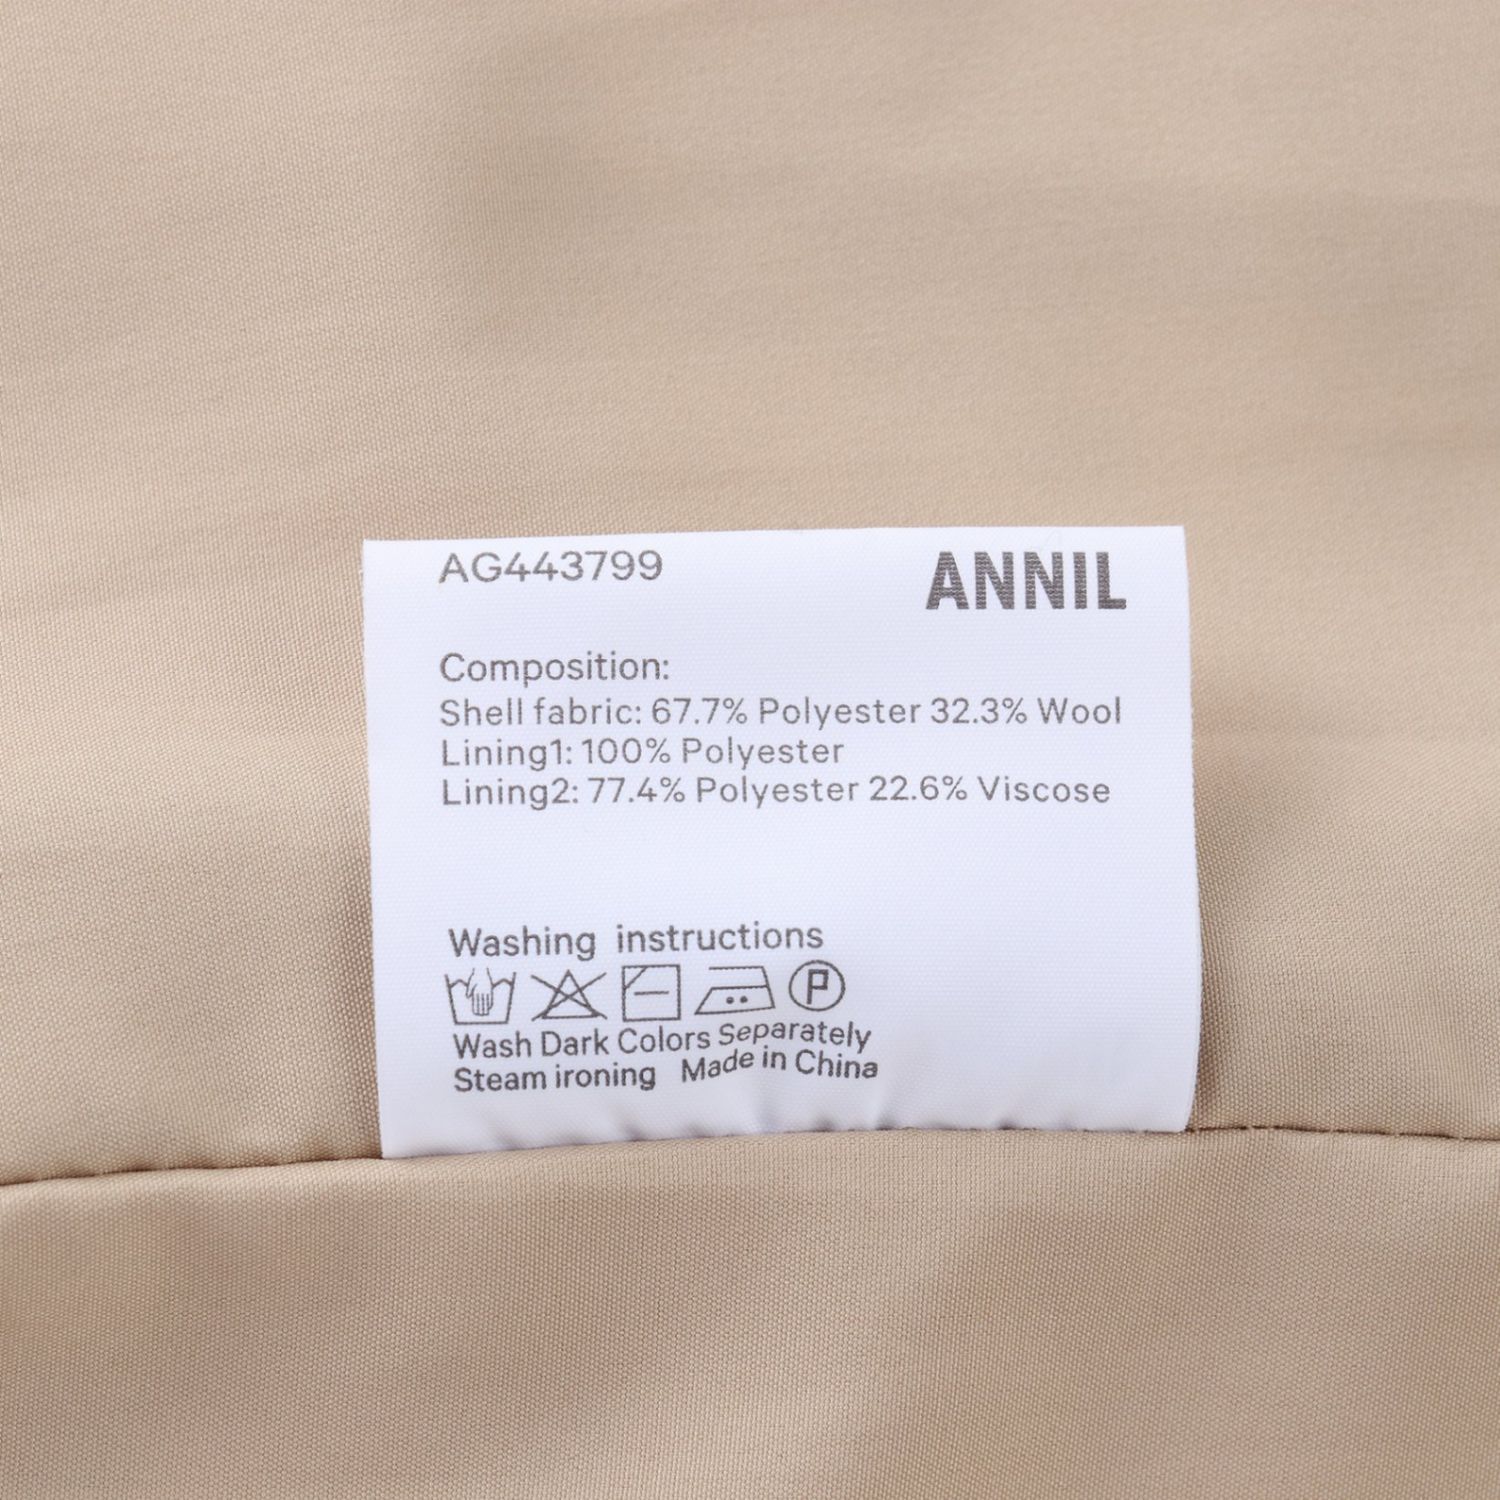 AG443799
ANNIL
Composition:
Shell fabric: 67.7% Polyester 32.3% Wool
Lining1: 100% Polyester
Lining2: 77.4% Polyester 22.6% Viscose
Washing instructions
P
Wash Dark Colors Separately
Steam ironing Made in China